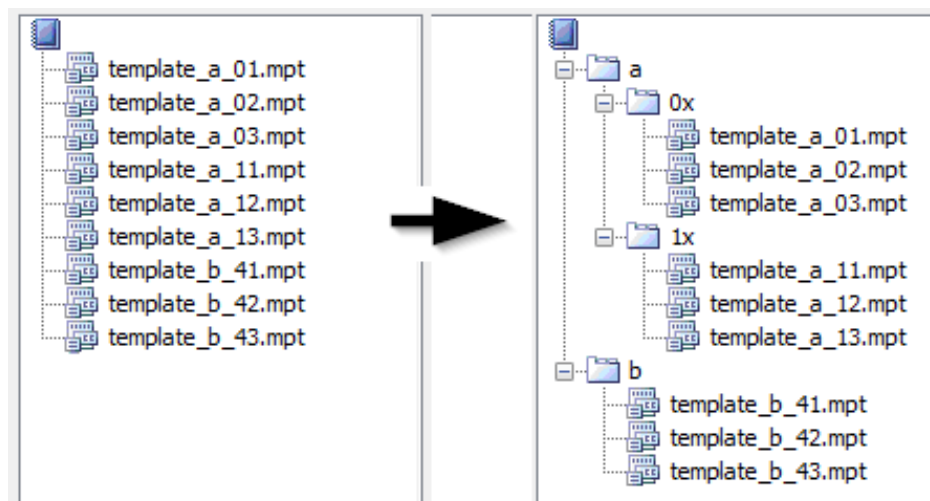 template_a_01.mpt
template_a_02.mpt
template_a_03.mpt
template_a_11.mpt
template_a_12.mpt
template_a_13.mpt
template_b_41.mpt
template_b_42.mpt
template_b_43.mpt
a
0x
template_a_01.mpt
template_a_02.mpt
template_a_03.mpt
1x
template_a_11.mpt
template_a_12.mpt
template_a_13.mpt
b
template_b_41.mpt
template_b_42.mpt
template_b_43.mpt